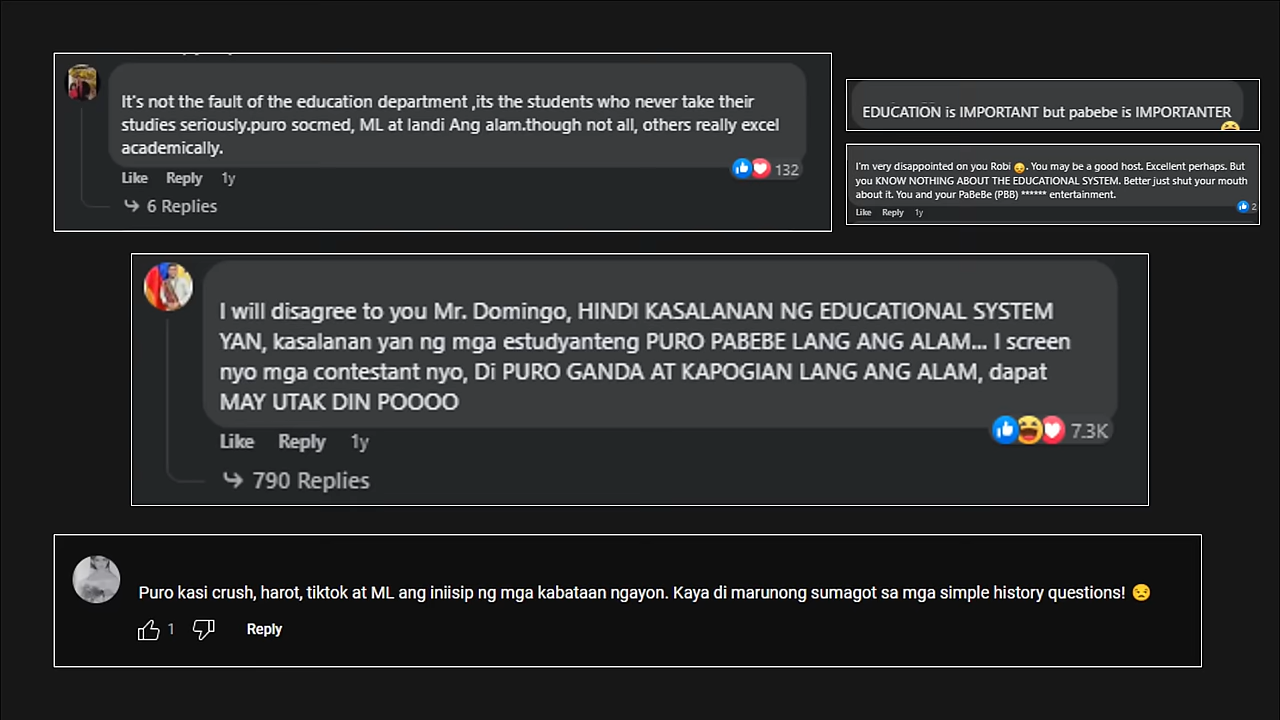 It's not the fault of the education department ,its the students who never take their
studies seriously.puro socmed, ML at landi Ang alam.though not all, others really excel
academically.
Like Reply 1y
132
6 Replies
EDUCATION is IMPORTANT but pabebe is IMPORTANTER
I'm very disappointed on you Robi 😔. You may be a good host. Excellent perhaps. But
you KNOW NOTHING ABOUT THE EDUCATIONAL SYSTEM. Better just shut your mouth
about it. You and your PaBeBe (PBB) ****** entertainment.
Like Reply 1y
2
I will disagree to you Mr. Domingo, HINDI KASALANAN NG EDUCATIONAL SYSTEM
YAN, kasalanan yan ng mga estudyanteng PURO PABEBE LANG ANG ALAM... I screen
nyo mga contestant nyo, Di PURO GANDA AT KAPOGIAN LANG ANG ALAM, dapat
MAY UTAK DIN POOOO
Like Reply 1y
7.3K
790 Replies
Puro kasi crush, harot, tiktok at ML ang iniisip ng mga kabataan ngayon. Kaya di marunong sumagot sa mga simple history questions! 😒
1 Reply